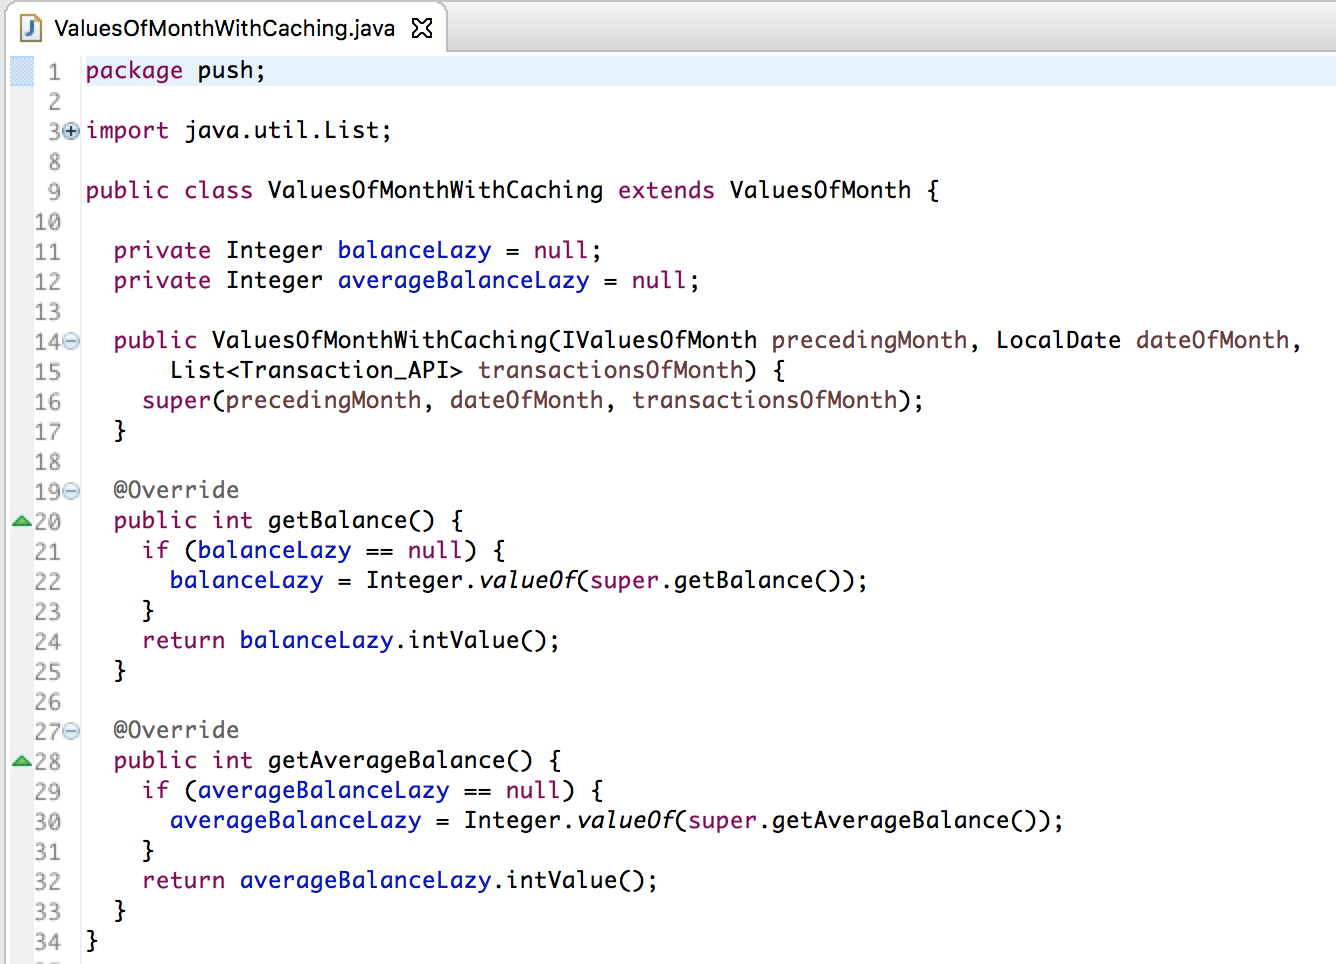 ValuesOfMonthWithCaching.java
1 package push;
2
3 import java.util.List;
8
9 public class ValuesOfMonthWithCaching extends ValuesOfMonth {
10
11   private Integer balanceLazy = null;
12   private Integer averageBalanceLazy = null;
13
14   public ValuesOfMonthWithCaching(IValuesOfMonth precedingMonth, LocalDate dateOfMonth,
15       List<Transaction_API> transactionsOfMonth) {
16     super(precedingMonth, dateOfMonth, transactionsOfMonth);
17   }
18
19   @Override
20   public int getBalance() {
21     if (balanceLazy == null) {
22       balanceLazy = Integer.valueOf(super.getBalance());
23     }
24     return balanceLazy.intValue();
25   }
26
27   @Override
28   public int getAverageBalance() {
29     if (averageBalanceLazy == null) {
30       averageBalanceLazy = Integer.valueOf(super.getAverageBalance());
31     }
32     return averageBalanceLazy.intValue();
33   }
34 }